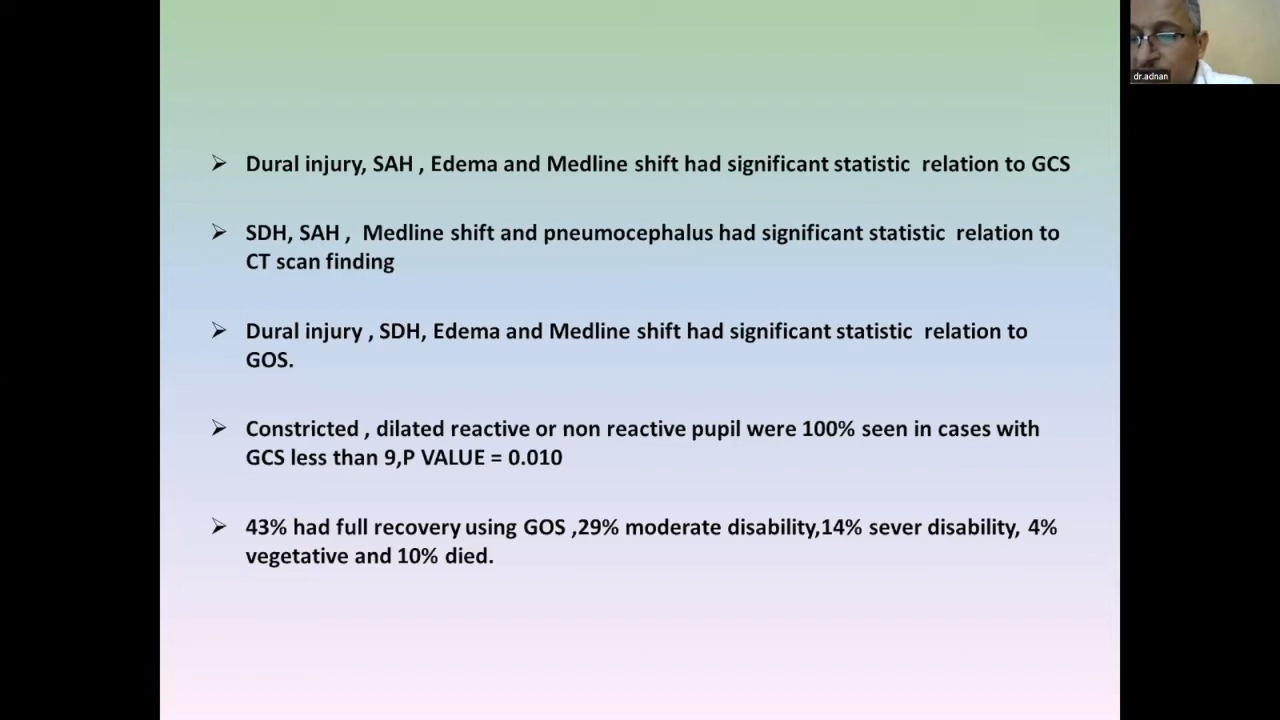 Dural injury, SAH , Edema and Medline shift had significant statistic relation to GCS
SDH, SAH , Medline shift and pneumocephalus had significant statistic relation to
CT scan finding
Dural injury , SDH, Edema and Medline shift had significant statistic relation to
GOS.
Constricted , dilated reactive or non reactive pupil were 100% seen in cases with
GCS less than 9,P VALUE = 0.010
43% had full recovery using GOS ,29% moderate disability,14% sever disability, 4%
vegetative and 10% died.
dr.adnan